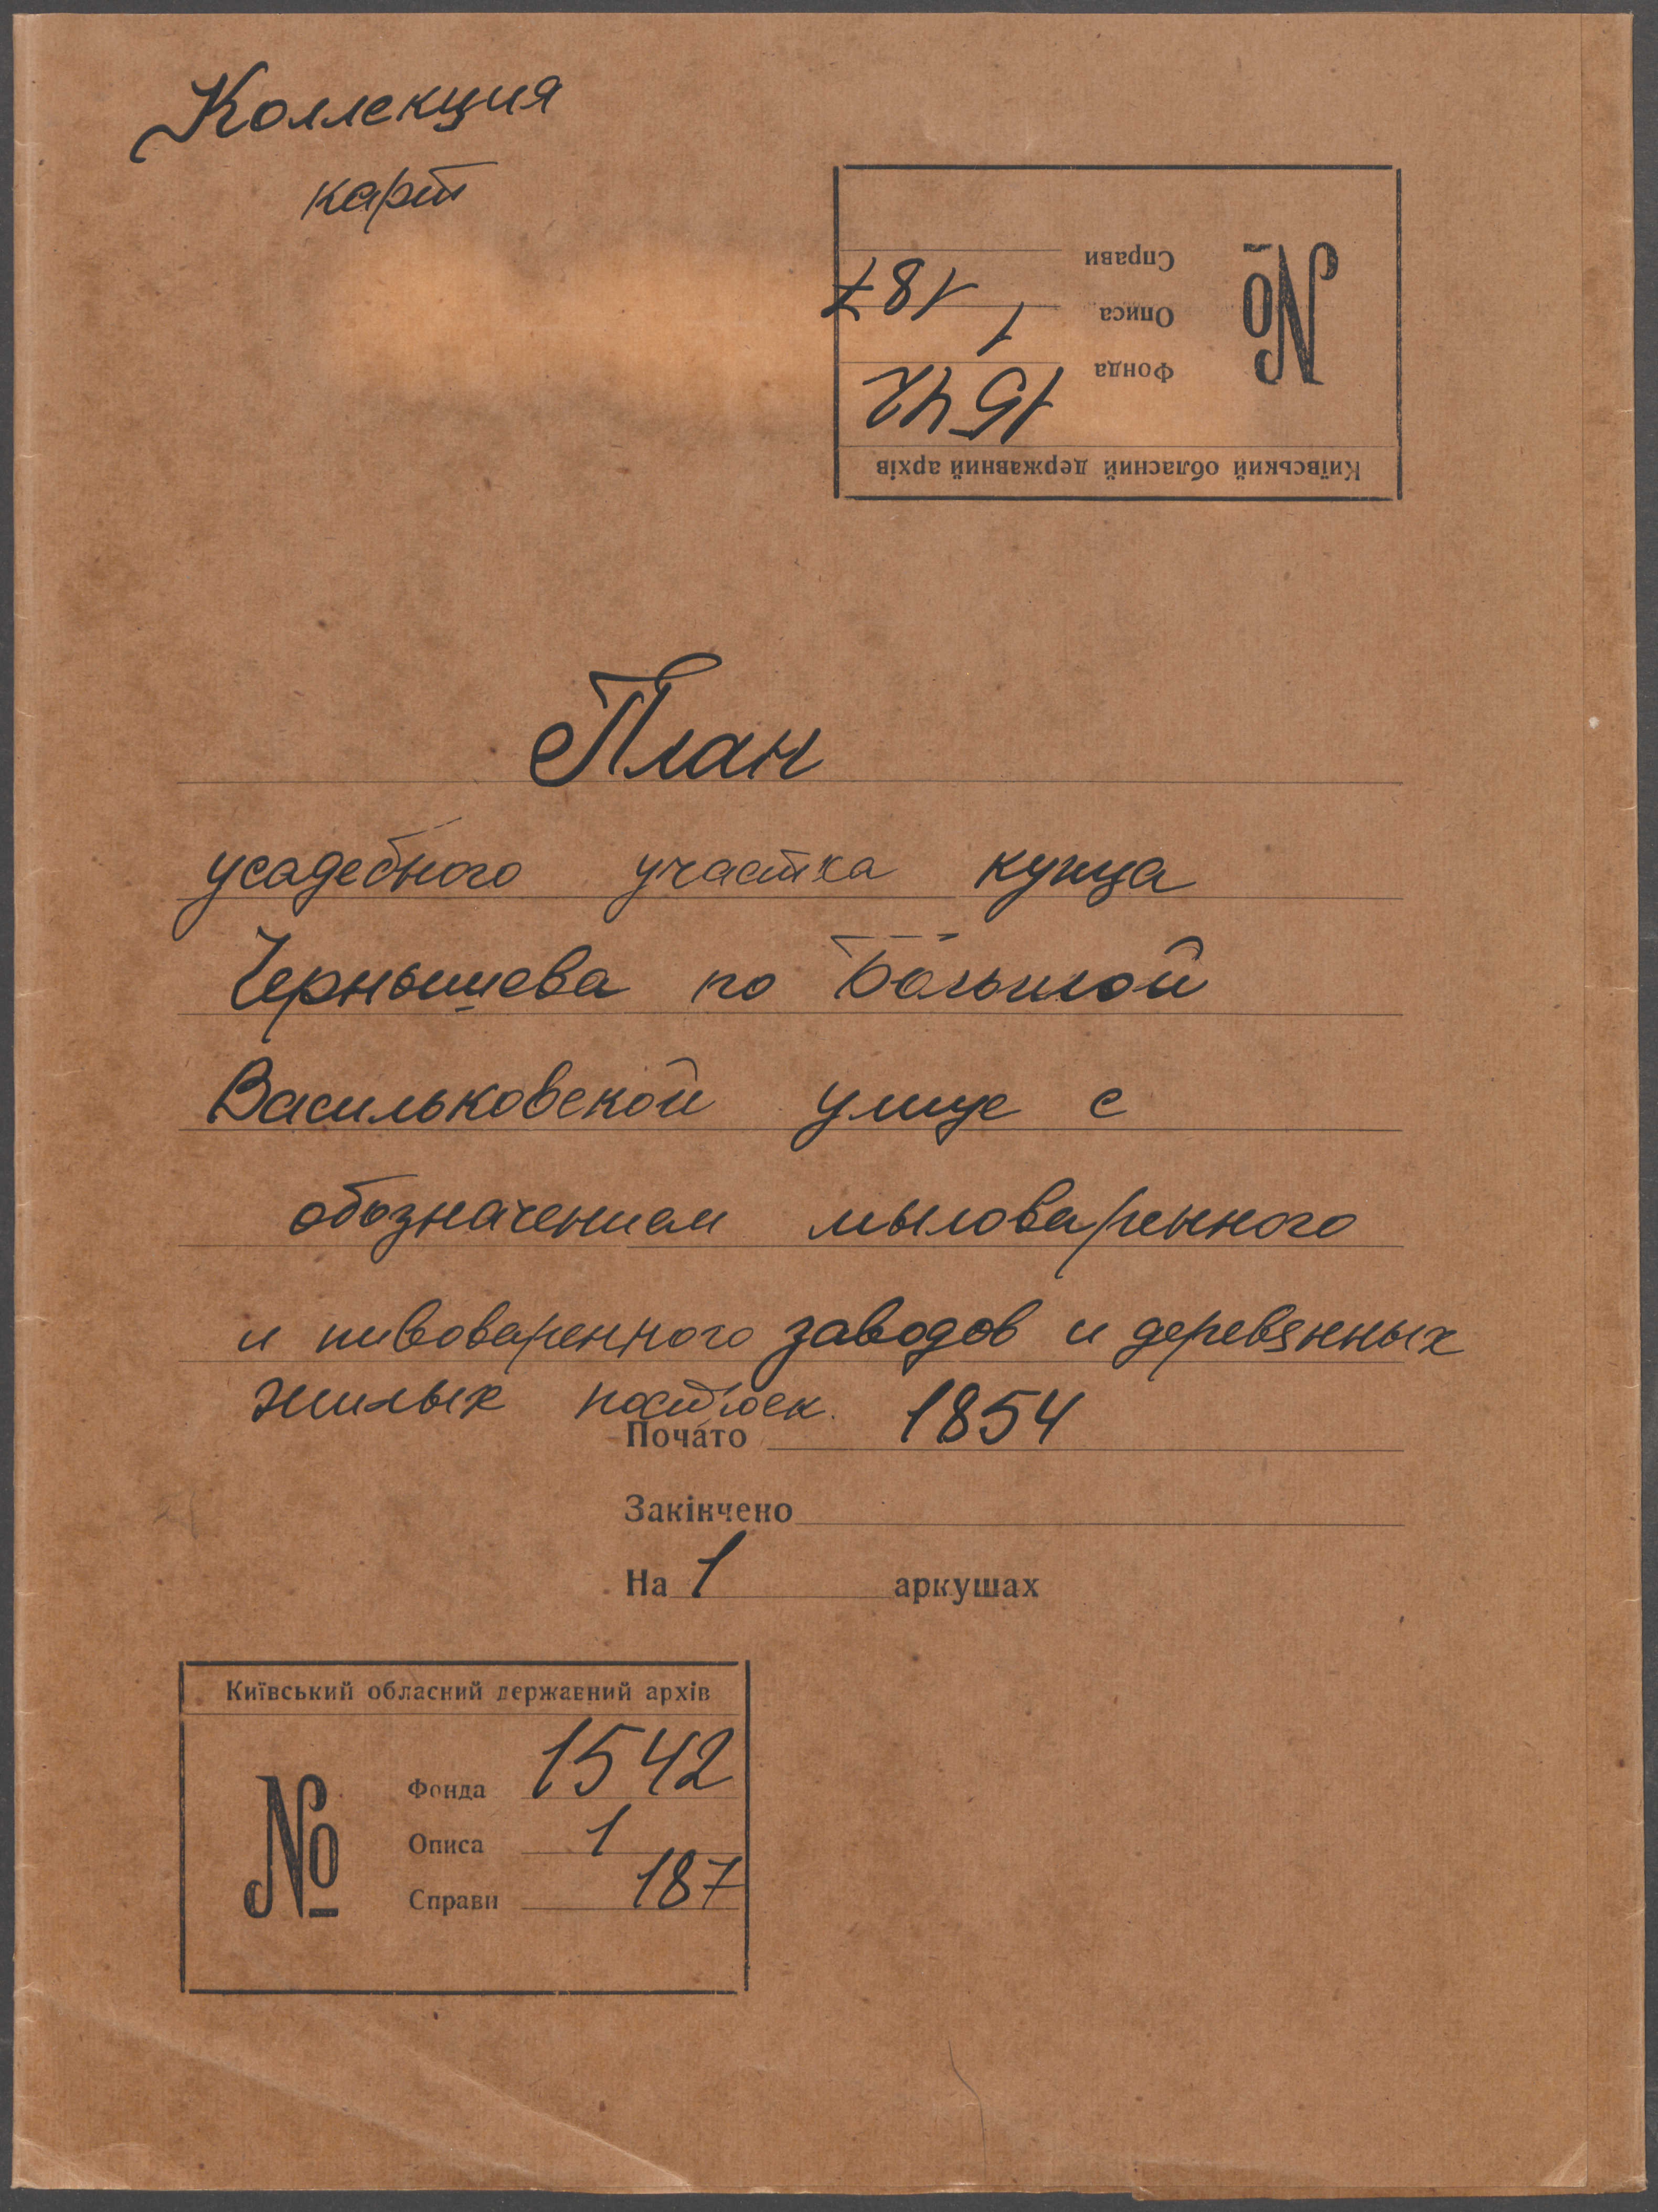 Коллекция
карт
Київський обласний державний архів
№
Фонда 1542
Описа 1
Справи 187
План
усадебного участка купца
Чернышева по Большой
Васильковской улице с
обозначением мыловаренного
и пивоваренного заводов и деревянных
жилых построек.
Почато 1854
Закінчено
На 1 аркушах
Київський обласний державний архів
№
Фонда 1542
Описа 1
Справи 187